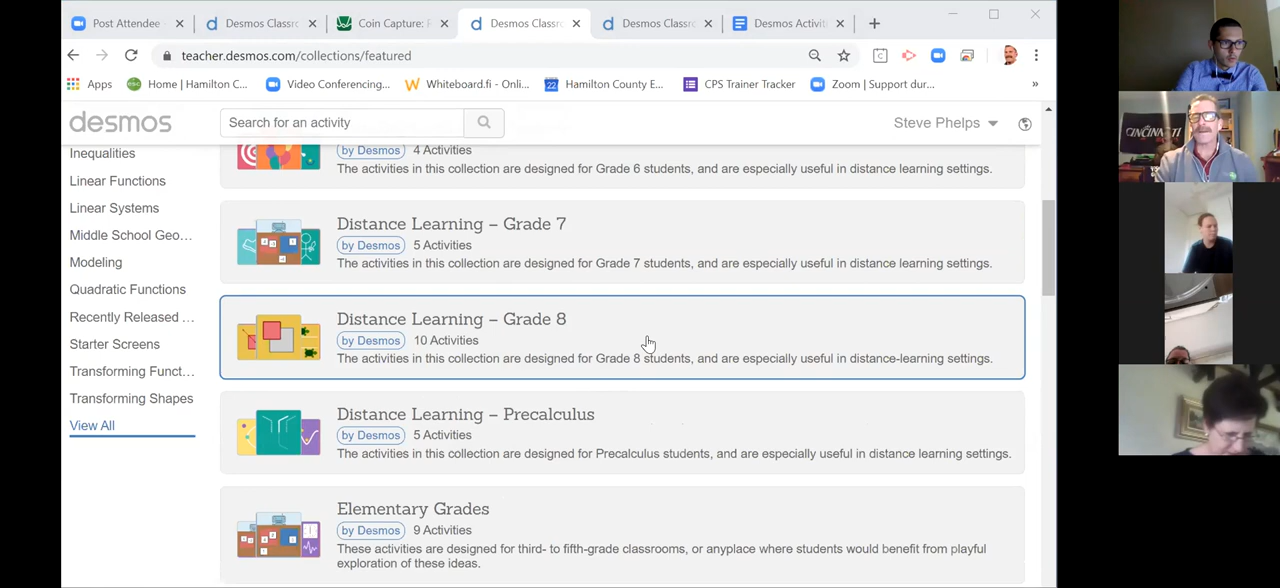 Post Attendee
Desmos Classr
Coin Capture: F
Desmos Classr
Desmos Classr
Desmos Activit
teacher.desmos.com/collections/featured
Apps
Home | Hamilton C...
Video Conferencing...
Whiteboard.fi - Onli...
22
Hamilton County E...
CPS Trainer Tracker
Zoom | Support dur...
»
desmos
Search for an activity
Steve Phelps
Inequalities
Linear Functions
Linear Systems
Middle School Geo...
Modeling
Quadratic Functions
Recently Released ...
Starter Screens
Transforming Funct...
Transforming Shapes
View All
by Desmos 4 Activities
The activities in this collection are designed for Grade 6 students, and are especially useful in distance learning settings.
Distance Learning – Grade 7
by Desmos 5 Activities
The activities in this collection are designed for Grade 7 students, and are especially useful in distance learning settings.
Distance Learning – Grade 8
by Desmos 10 Activities
The activities in this collection are designed for Grade 8 students, and are especially useful in distance-learning settings.
Distance Learning – Precalculus
by Desmos 5 Activities
The activities in this collection are designed for Precalculus students, and are especially useful in distance learning settings.
Elementary Grades
by Desmos 9 Activities
These activities are designed for third- to fifth-grade classrooms, or anyplace where students would benefit from playful
exploration of these ideas.
CINCINNATI